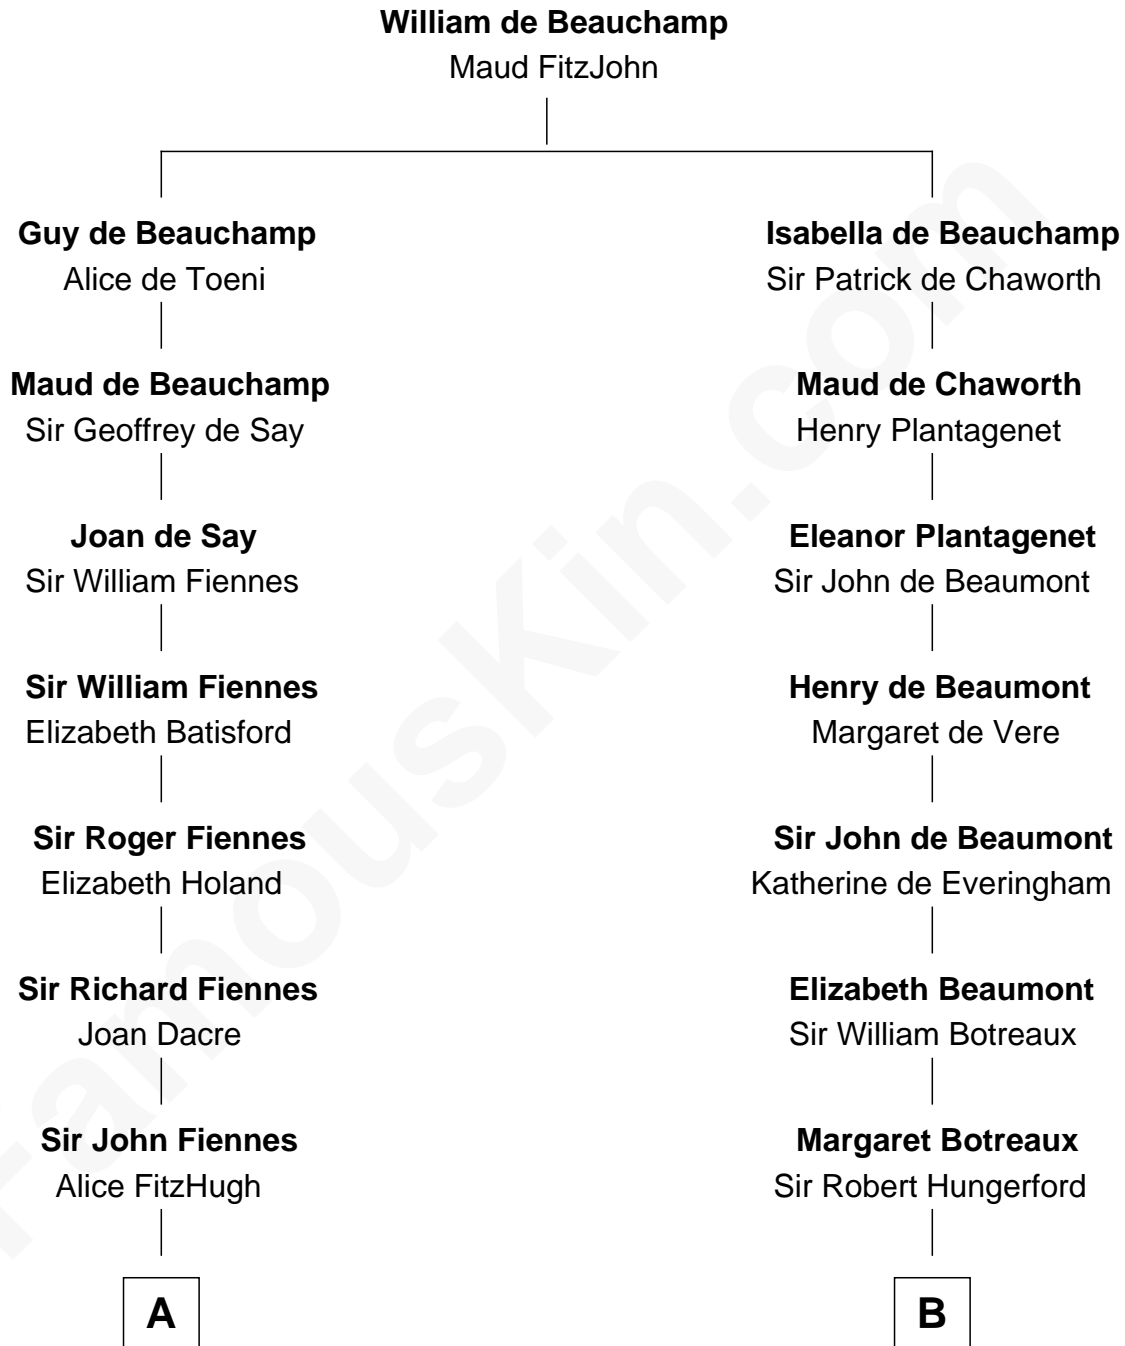 William de Beauchamp
Maud FitzJohn
Guy de Beauchamp
Alice de Toeni
Isabella de Beauchamp
Sir Patrick de Chaworth
Maud de Beauchamp
Sir Geoffrey de Say
Maud de Chaworth
Henry Plantagenet
Joan de Say
Sir William Fiennes
Eleanor Plantagenet
Sir John de Beaumont
Sir William Fiennes
Elizabeth Batisford
Henry de Beaumont
Margaret de Vere
Sir Roger Fiennes
Elizabeth Holand
Sir John de Beaumont
Katherine de Everingham
Sir Richard Fiennes
Joan Dacre
Elizabeth Beaumont
Sir William Botreaux
Sir John Fiennes
Alice FitzHugh
Margaret Botreaux
Sir Robert Hungerford
A
B
FamousKin.com